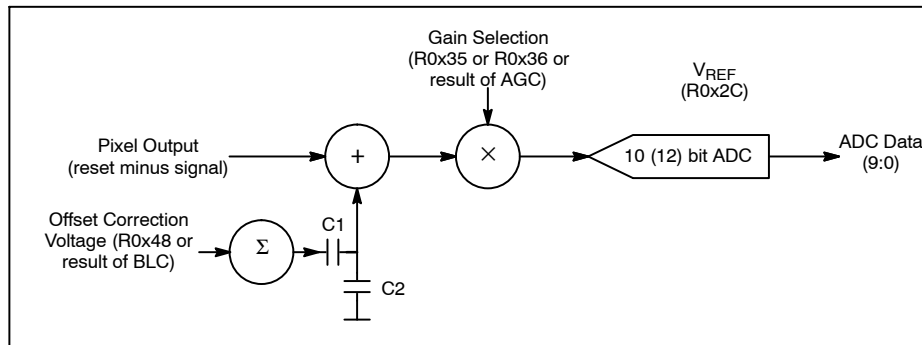 Gain Selection
(R0x35 or R0x36 or
result of AGC)
VREF
(R0x2C)
Pixel Output
(reset minus signal)
+
×
10 (12) bit ADC
ADC Data
(9:0)
Offset Correction
Voltage (R0x48 or
result of BLC)
Σ
C1
C2